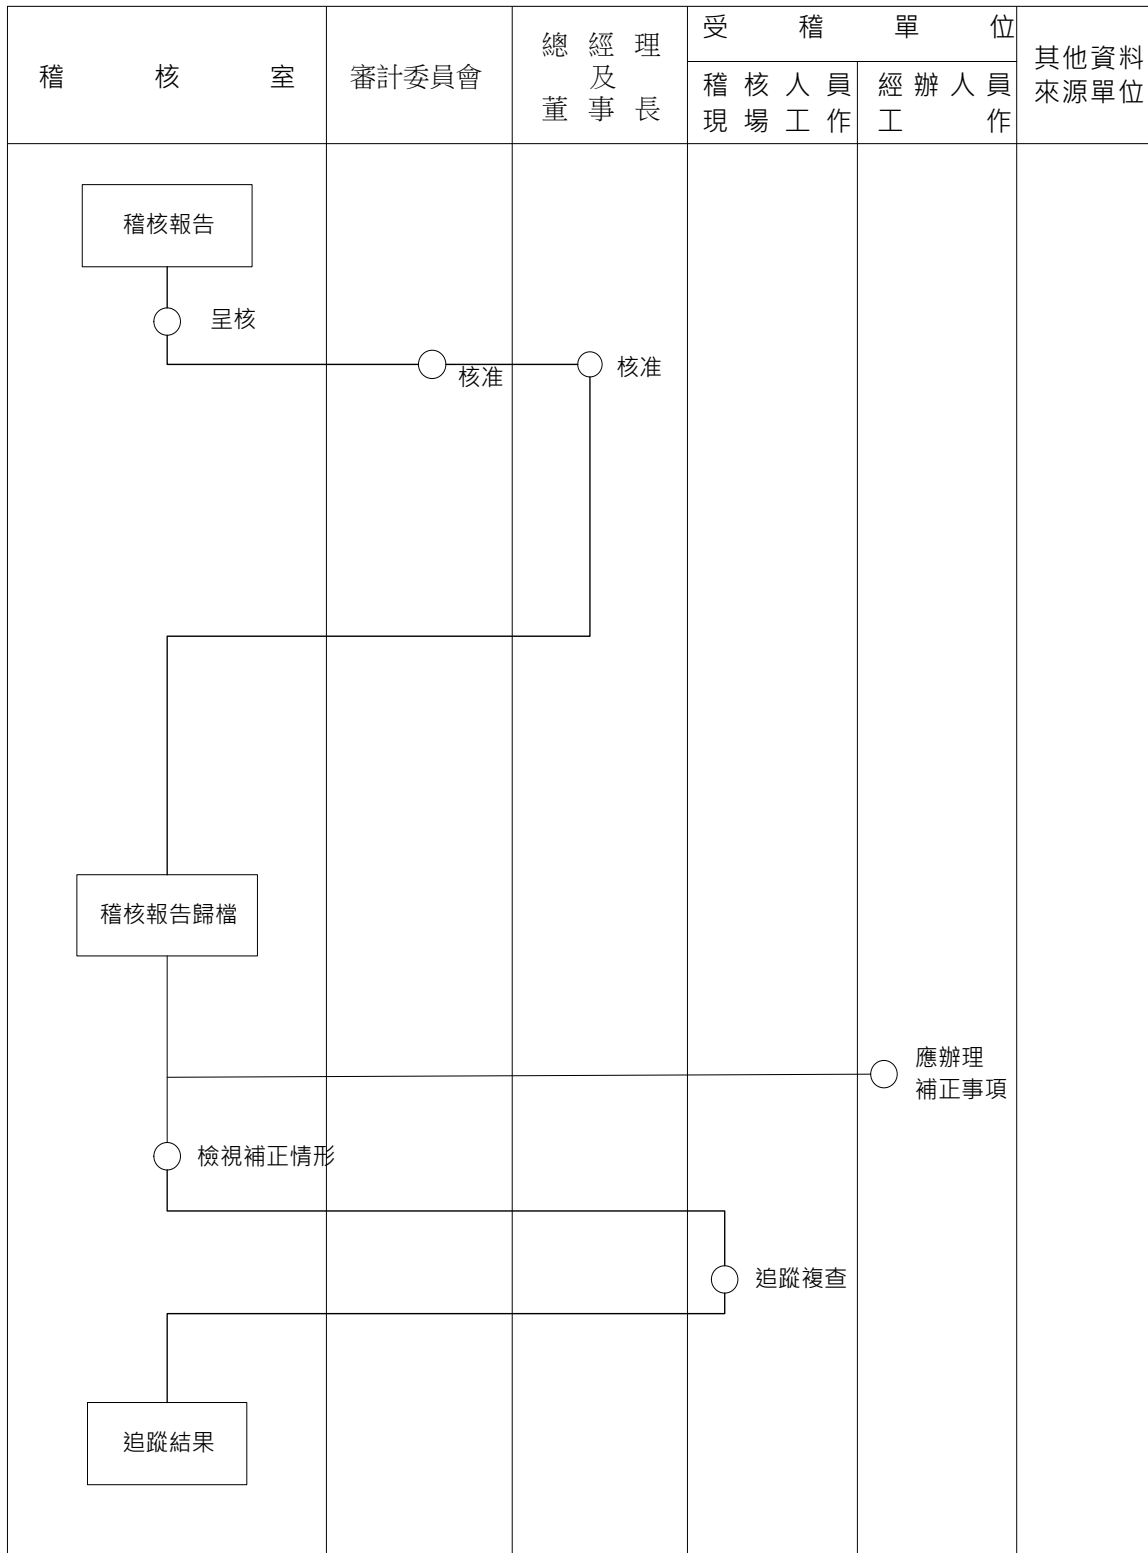 稽核室
審計委員會
總經理
及
董事長
受稽單位
稽核人員
現場工作
經辦人員
工作
其他資料
來源單位
稽核報告
呈核
核准
核准
稽核報告歸檔
應辦理
補正事項
檢視補正情形
追蹤複查
追蹤結果